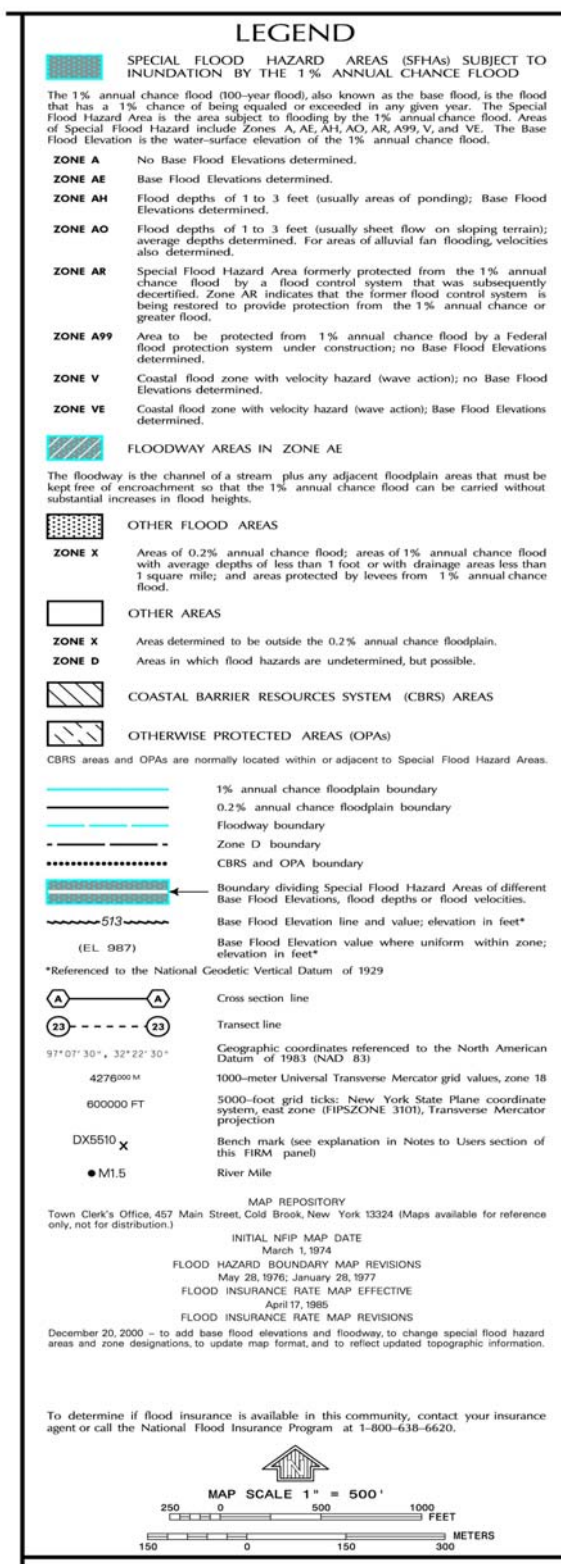 LEGEND
SPECIAL FLOOD HAZARD AREAS (SFHAs) SUBJECT TO
INUNDATION BY THE 1% ANNUAL CHANCE FLOOD
The 1% annual chance flood (100-year flood), also known as the base flood, is the flood
that has a 1% chance of being equaled or exceeded in any given year. The Special
Flood Hazard Area is the area subject to flooding by the 1% annual chance flood. Areas
of Special Flood Hazard include Zones A, AE, AH, AO, AR, A99, V, and VE. The Base
Flood Elevation is the water-surface elevation of the 1% annual chance flood.
ZONE A No Base Flood Elevations determined.
ZONE AE Base Flood Elevations determined.
ZONE AH Flood depths of 1 to 3 feet (usually areas of ponding); Base Flood
Elevations determined.
ZONE AO Flood depths of 1 to 3 feet (usually sheet flow on sloping terrain);
average depths determined. For areas of alluvial fan flooding, velocities
also determined.
ZONE AR Special Flood Hazard Area formerly protected from the 1% annual
chance flood by a flood control system that was subsequently
decertified. Zone AR indicates that the former flood control system is
being restored to provide protection from the 1% annual chance or
greater flood.
ZONE A99 Area to be protected from 1% annual chance flood by a Federal
flood protection system under construction; no Base Flood Elevations
determined.
ZONE V Coastal flood zone with velocity hazard (wave action); no Base Flood
Elevations determined.
ZONE VE Coastal flood zone with velocity hazard (wave action); Base Flood Elevations
determined.
FLOODWAY AREAS IN ZONE AE
The floodway is the channel of a stream plus any adjacent floodplain areas that must be
kept free of encroachment so that the 1% annual chance flood can be carried without
substantial increases in flood heights.
OTHER FLOOD AREAS
ZONE X Areas of 0.2% annual chance flood; areas of 1% annual chance flood
with average depths of less than 1 foot or with drainage areas less than
1 square mile; and areas protected by levees from 1% annual chance
flood.
OTHER AREAS
ZONE X Areas determined to be outside the 0.2% annual chance floodplain.
ZONE D Areas in which flood hazards are undetermined, but possible.
COASTAL BARRIER RESOURCES SYSTEM (CBRS) AREAS
OTHERWISE PROTECTED AREAS (OPAs)
CBRS areas and OPAs are normally located within or adjacent to Special Flood Hazard Areas.
1% annual chance floodplain boundary
0.2% annual chance floodplain boundary
Floodway boundary
Zone D boundary
CBRS and OPA boundary
Boundary dividing Special Flood Hazard Areas of different
Base Flood Elevations, flood depths or flood velocities.
513 Base Flood Elevation line and value; elevation in feet*
(EL 987) Base Flood Elevation value where uniform within zone;
elevation in feet*
*Referenced to the National Geodetic Vertical Datum of 1929
A A Cross section line
23 23 Transect line
97°07'30", 32°22'30" Geographic coordinates referenced to the North American
Datum of 1983 (NAD 83)
4276000 M 1000-meter Universal Transverse Mercator grid values, zone 18
600000 FT 5000-foot grid ticks: New York State Plane coordinate
system, east zone (FIPSZONE 3101), Transverse Mercator
projection
DX5510 X Bench mark (see explanation in Notes to Users section of
this FIRM panel)
M1.5 River Mile
MAP REPOSITORY
Town Clerk's Office, 457 Main Street, Cold Brook, New York 13324 (Maps available for reference
only, not for distribution.)
INITIAL NFIP MAP DATE
March 1, 1974
FLOOD HAZARD BOUNDARY MAP REVISIONS
May 28, 1976; January 28, 1977
FLOOD INSURANCE RATE MAP EFFECTIVE
April 17, 1985
FLOOD INSURANCE RATE MAP REVISIONS
December 20, 2000 – to add base flood elevations and floodway, to change special flood hazard
areas and zone designations, to update map format, and to reflect updated topographic information.
To determine if flood insurance is available in this community, contact your insurance
agent or call the National Flood Insurance Program at 1-800-638-6620.
N
MAP SCALE 1" = 500'
250 0 500 1000
FEET
METERS
150 0 150 300